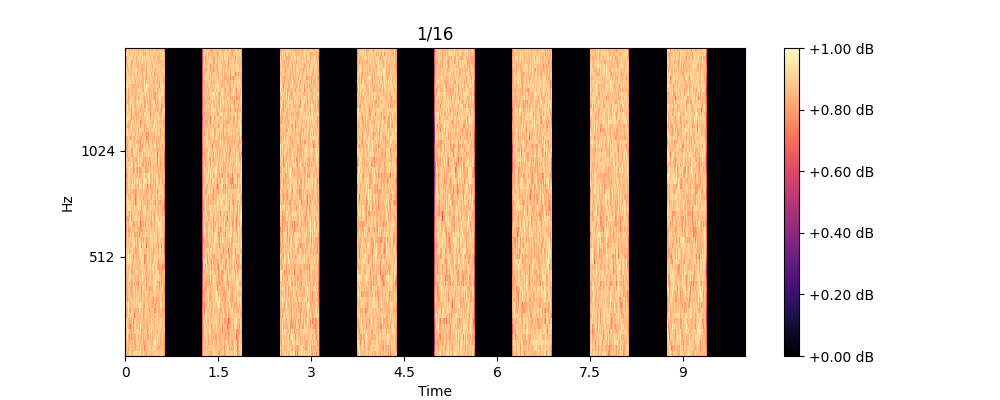 1/16
+1.00 dB
+0.80 dB
+0.60 dB
+0.40 dB
+0.20 dB
+0.00 dB
1024
512
Hz
0 1.5 3 4.5 6 7.5 9
Time